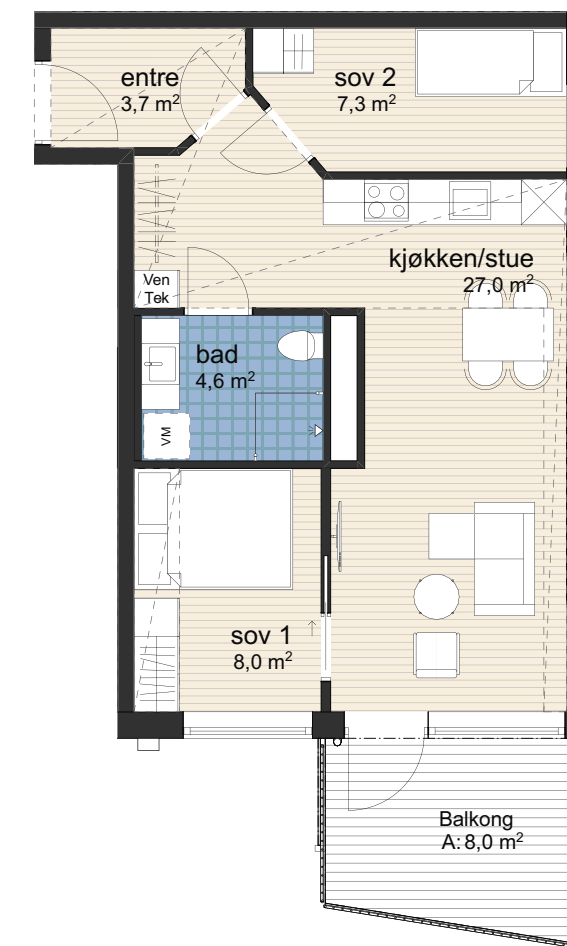 entre
3,7 m²
sov 2
7,3 m²
kjøkken/stue
27,0 m²
Ven
Tek
bad
4,6 m²
VM
sov 1
8,0 m²
Balkong
A: 8,0 m²